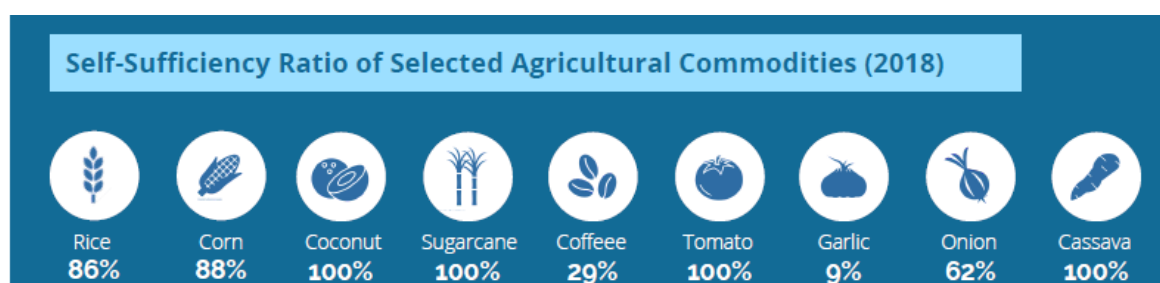 Self-Sufficiency Ratio of Selected Agricultural Commodities (2018)
Rice Corn Coconut Sugarcane Coffeee Tomato Garlic Onion Cassava
86% 88% 100% 100% 29% 100% 9% 62% 100%